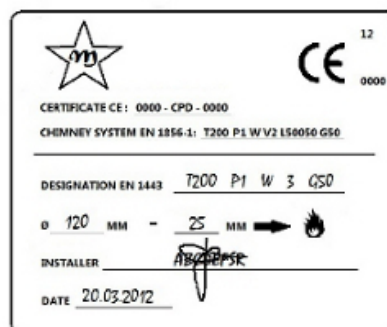 m
CE
12
0000
CERTIFICATE CE : 0000 - CPD - 0000
CHIMNEY SYSTEM EN 1856-1: T200 P1 W V2 L50050 G50
DESIGNATION EN 1443 T200 P1 W 3 G50
Ø 120 MM - 25 MM
INSTALLER
DATE 20.03.2012